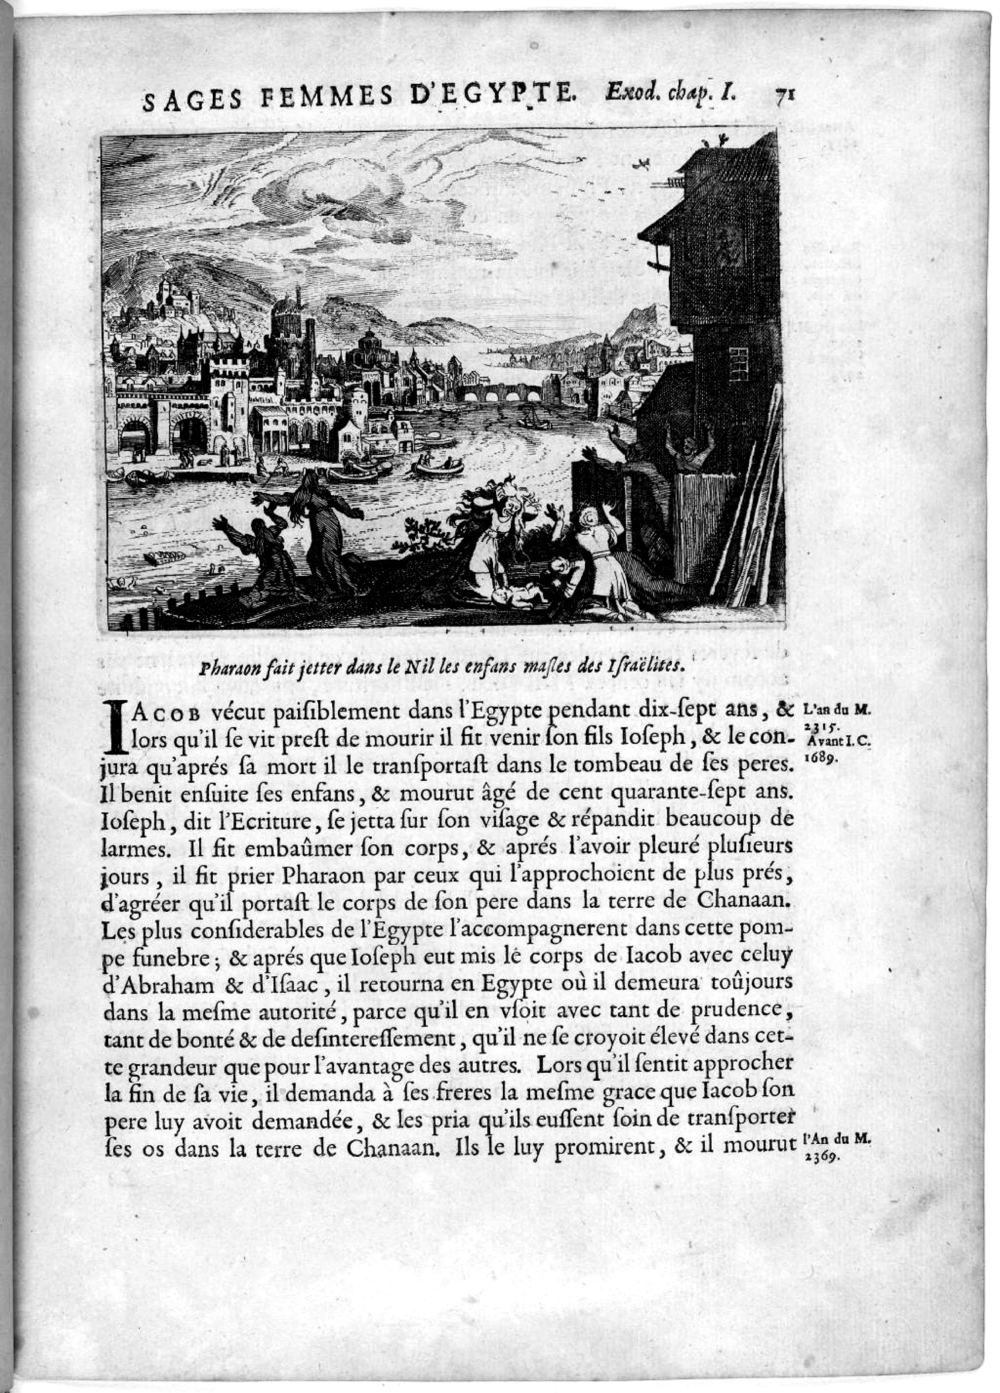 SAGES FEMMES D'EGYPTE. Exod. chap. I. 71
Pharaon fait jetter dans le Nil les enfans maſles des Iſraëlites.
IACOB vécut paiſiblement dans l'Egypte pendant dix-ſept ans, &
lors qu'il ſe vit preſt de mourir il fit venir ſon fils Ioſeph, & le con-
jura qu'aprés ſa mort il le tranſportaſt dans le tombeau de ſes peres.
Il benit enſuite ſes enfans, & mourut âgé de cent quarante-ſept ans.
Ioſeph, dit l'Ecriture, ſe jetta ſur ſon viſage & répandit beaucoup de
larmes. Il fit embaûmer ſon corps, & aprés l'avoir pleuré pluſieurs
jours, il fit prier Pharaon par ceux qui l'approchoient de plus prés,
d'agréer qu'il portaſt le corps de ſon pere dans la terre de Chanaan.
Les plus conſiderables de l'Egypte l'accompagnerent dans cette pom-
pe funebre; & aprés que Ioſeph eut mis le corps de Iacob avec celuy
d'Abraham & d'Iſaac, il retourna en Egypte où il demeura toûjours
dans la meſme autorité, parce qu'il en vſoit avec tant de prudence,
tant de bonté & de deſintereſſement, qu'il ne ſe croyoit élevé dans cet-
te grandeur que pour l'avantage des autres. Lors qu'il ſentit approcher
la fin de ſa vie, il demanda à ſes freres la meſme grace que Iacob ſon
pere luy avoit demandée, & les pria qu'ils euſſent ſoin de tranſporter
ſes os dans la terre de Chanaan. Ils le luy promirent, & il mourut
L'an du M.
2315.
Avant I. C.
1689.
l'An du M.
2369.